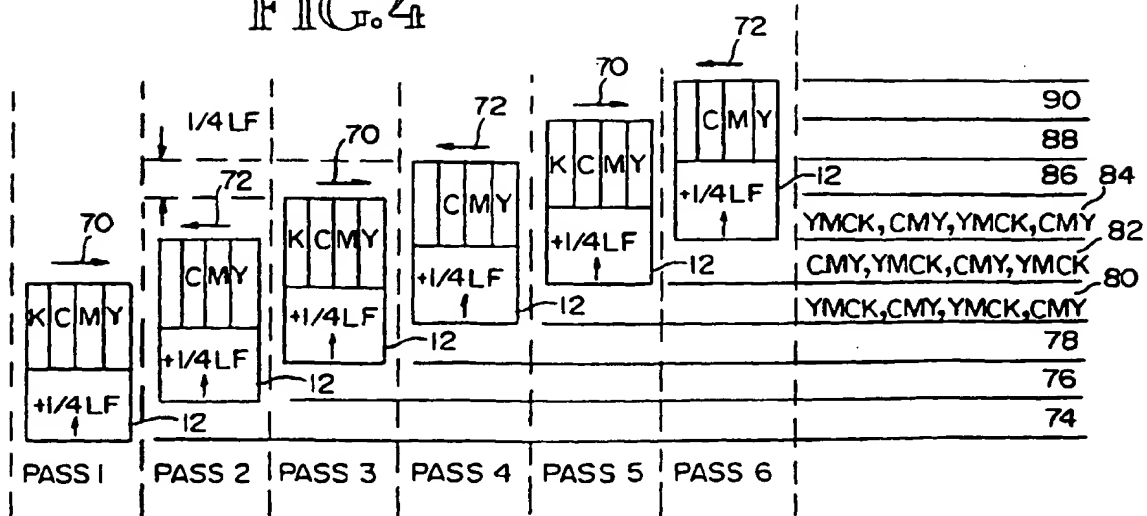 FIG.4
72
70
90
1/4 LF
72
70
C M Y
88
K C M Y
+1/4 LF
12
86
84
72
70
C M Y
YMCK, CMY, YMCK, CMY
82
K C M Y
+1/4 LF
12
CMY, YMCK, CMY, YMCK
80
C M Y
+1/4 LF
12
YMCK, CMY, YMCK, CMY
K C M Y
+1/4 LF
12
78
+1/4 LF
12
76
+1/4 LF
12
74
PASS 1 PASS 2 PASS 3 PASS 4 PASS 5 PASS 6